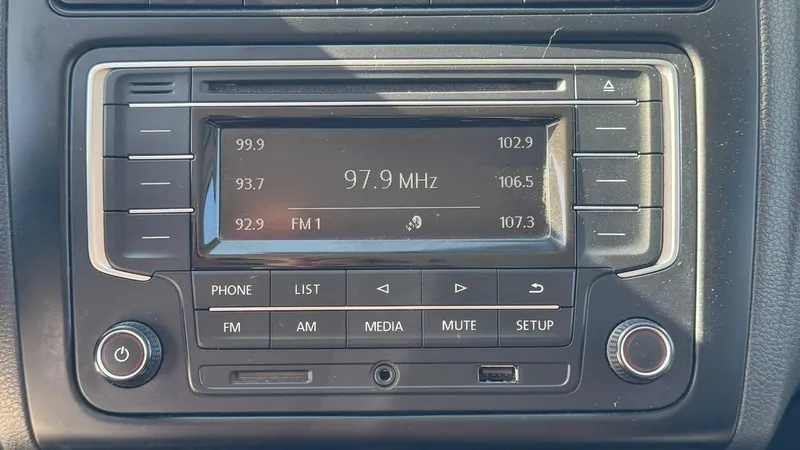 99.9 102.9
93.7 97.9 MHz 106.5
92.9 FM 1 107.3
PHONE LIST
FM AM MEDIA MUTE SETUP